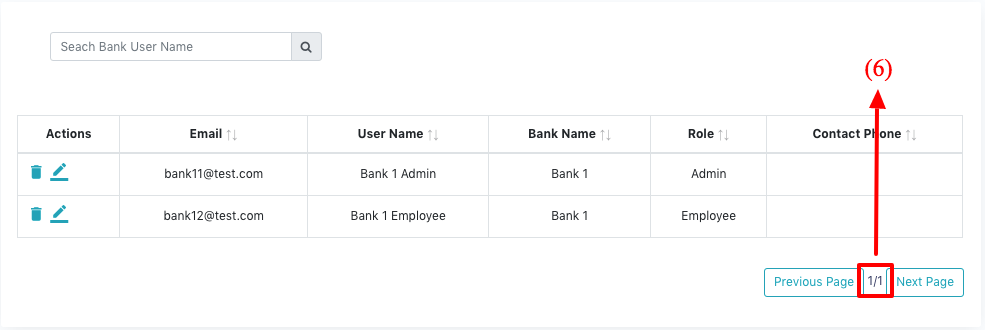 Seach Bank User Name
(6)
Actions Email User Name Bank Name Role Contact Phone
bank11@test.com Bank 1 Admin Bank 1 Admin
bank12@test.com Bank 1 Employee Bank 1 Employee
Previous Page 1/1 Next Page